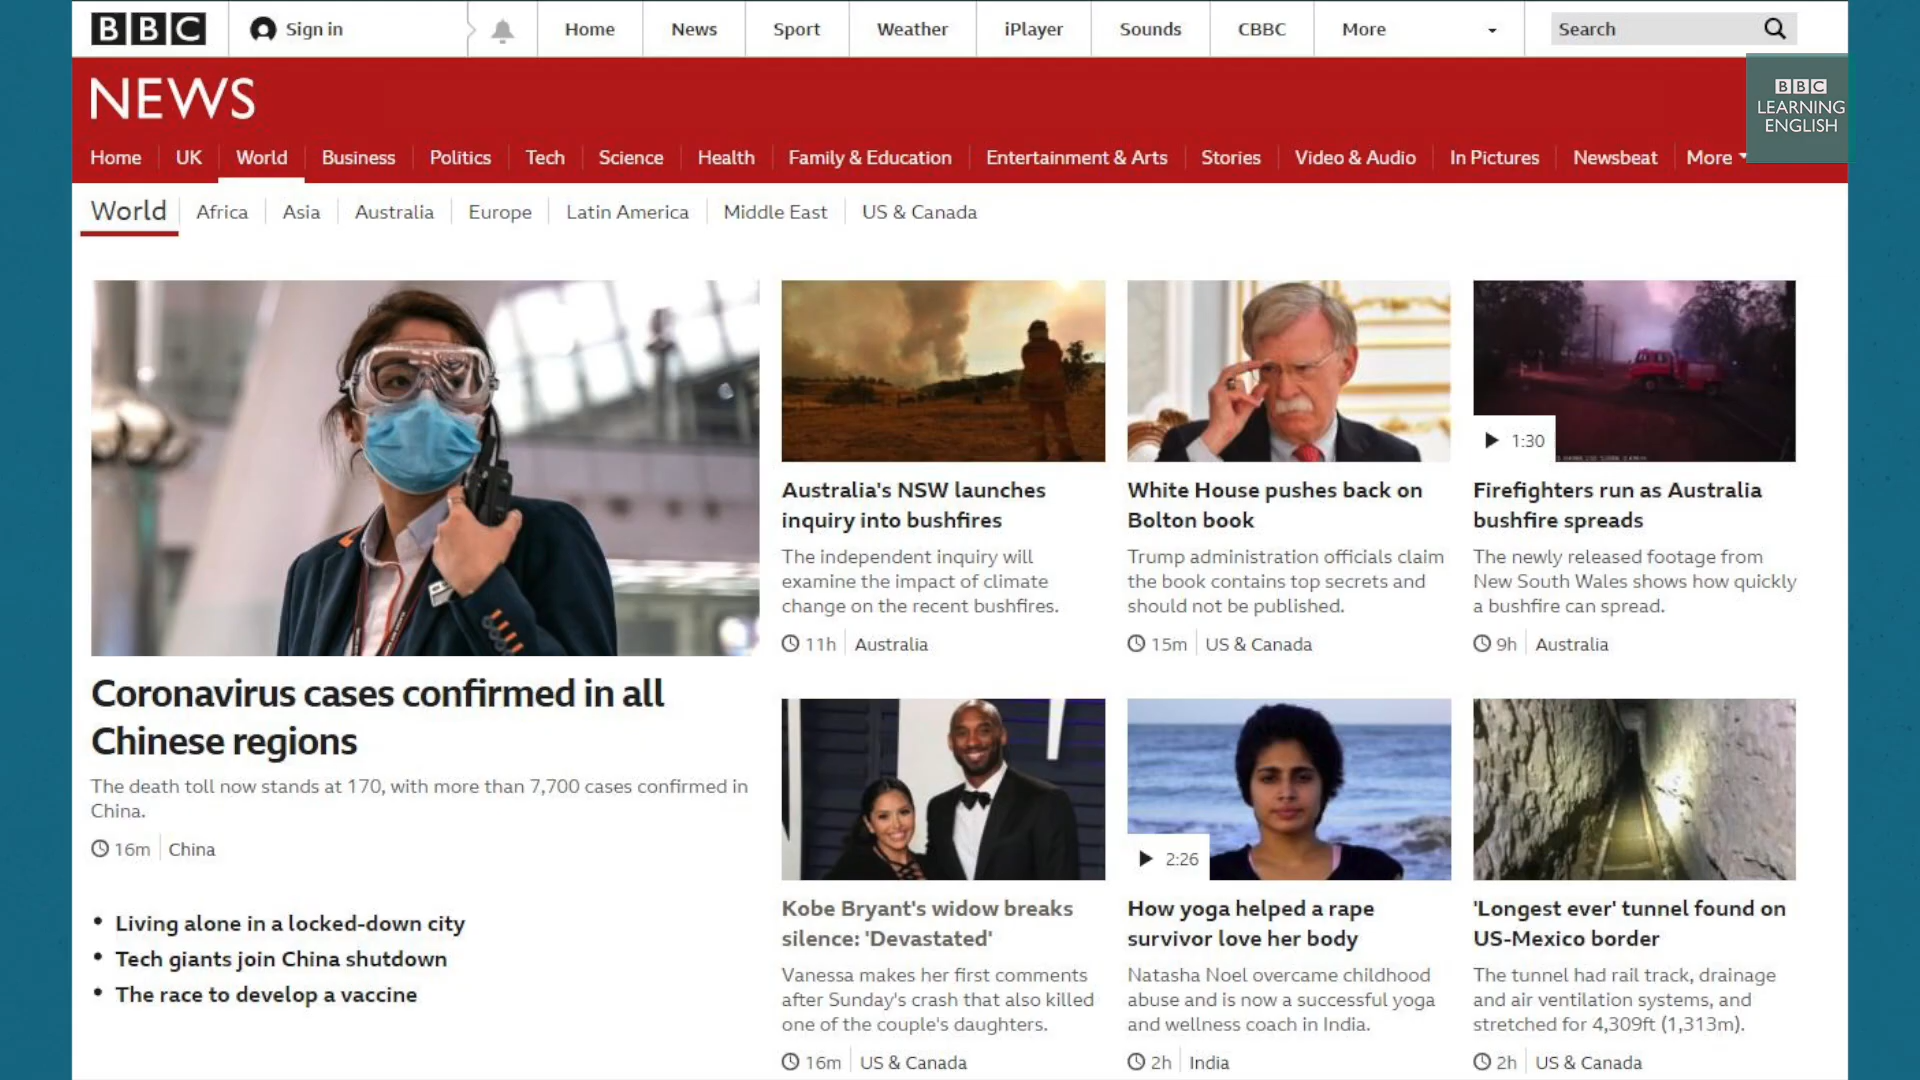 BBC
Sign in
Home
News
Sport
Weather
iPlayer
Sounds
CBBC
More
Search
BBC
LEARNING
ENGLISH
NEWS
Home
UK
World
Business
Politics
Tech
Science
Health
Family & Education
Entertainment & Arts
Stories
Video & Audio
In Pictures
Newsbeat
More
World
Africa
Asia
Australia
Europe
Latin America
Middle East
US & Canada
Coronavirus cases confirmed in all
Chinese regions
The death toll now stands at 170, with more than 7,700 cases confirmed in
China.
16m
China
Living alone in a locked-down city
Tech giants join China shutdown
The race to develop a vaccine
Australia's NSW launches
inquiry into bushfires
The independent inquiry will
examine the impact of climate
change on the recent bushfires.
11h
Australia
White House pushes back on
Bolton book
Trump administration officials claim
the book contains top secrets and
should not be published.
15m
US & Canada
1:30
Firefighters run as Australia
bushfire spreads
The newly released footage from
New South Wales shows how quickly
a bushfire can spread.
9h
Australia
Kobe Bryant's widow breaks
silence: 'Devastated'
Vanessa makes her first comments
after Sunday's crash that also killed
one of the couple's daughters.
16m
US & Canada
2:26
How yoga helped a rape
survivor love her body
Natasha Noel overcame childhood
abuse and is now a successful yoga
and wellness coach in India.
2h
India
'Longest ever' tunnel found on
US-Mexico border
The tunnel had rail track, drainage
and air ventilation systems, and
stretched for 4,309ft (1,313m).
2h
US & Canada